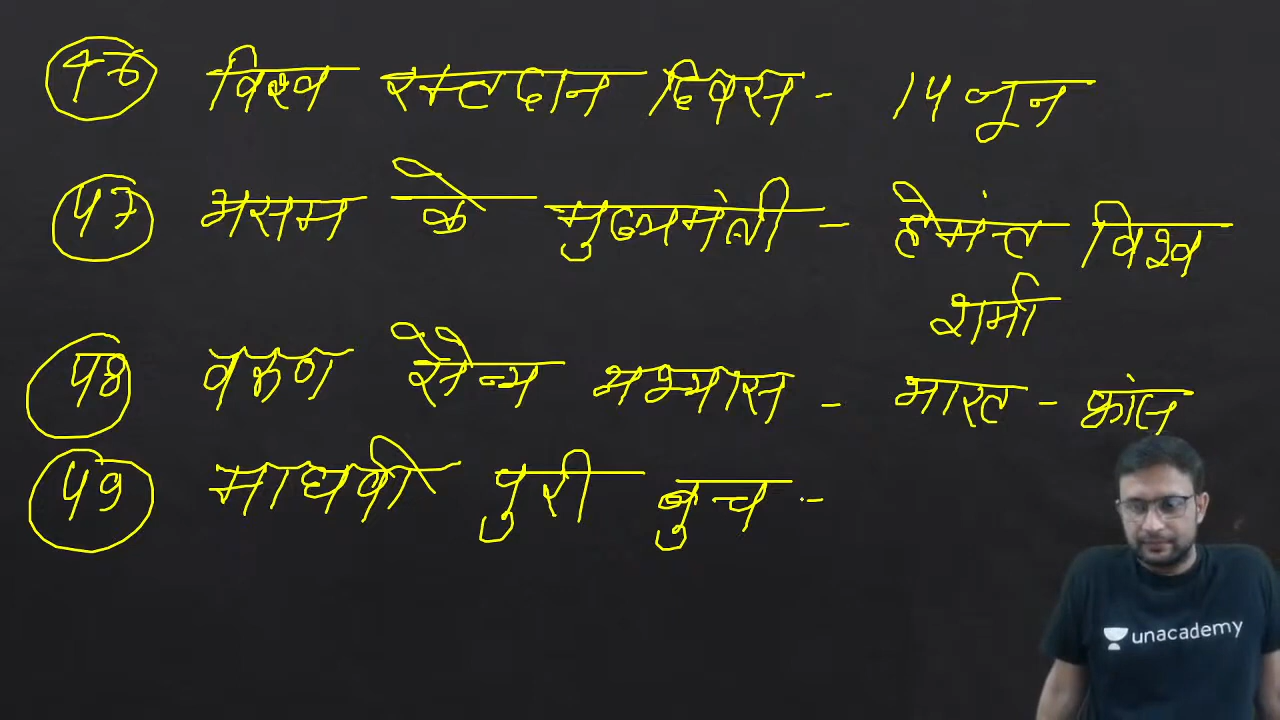 46 विश्व रक्तदान दिवस - 14 जून
47 असम के मुख्यमंत्री - हेमंत विश्व
शर्मा
48 वरुण सैन्य अभ्यास - भारत - फ्रांस
49 माधवी पुरी बुच :-
unacademy